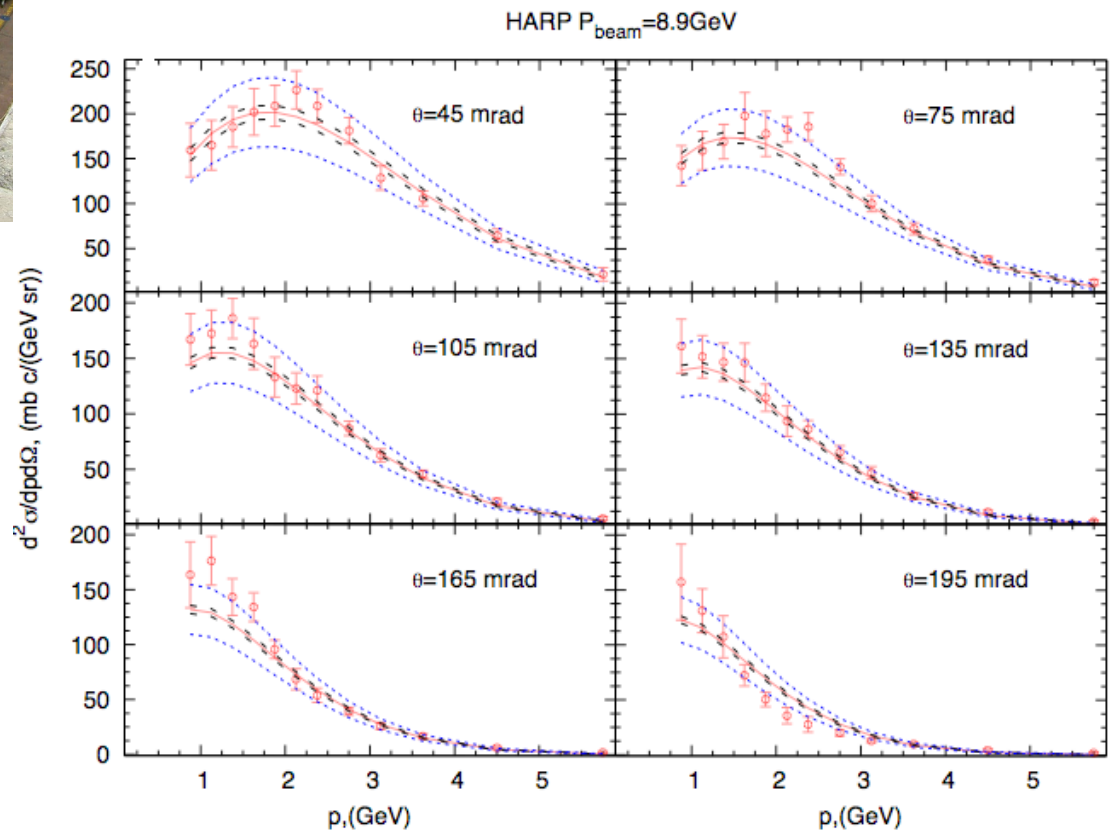 HARP P_beam=8.9GeV
d² σ/dpdΩ, (mb c/(GeV sr))
250
200
150
100
50
θ=45 mrad
θ=75 mrad
200
150
100
50
θ=105 mrad
θ=135 mrad
200
150
100
50
0
θ=165 mrad
θ=195 mrad
1 2 3 4 5
1 2 3 4 5
p,(GeV)
p,(GeV)